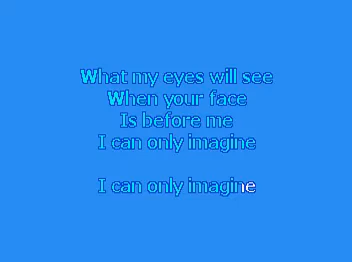 What my eyes will see
When your face
Is before me
I can only imagine
I can only imagine